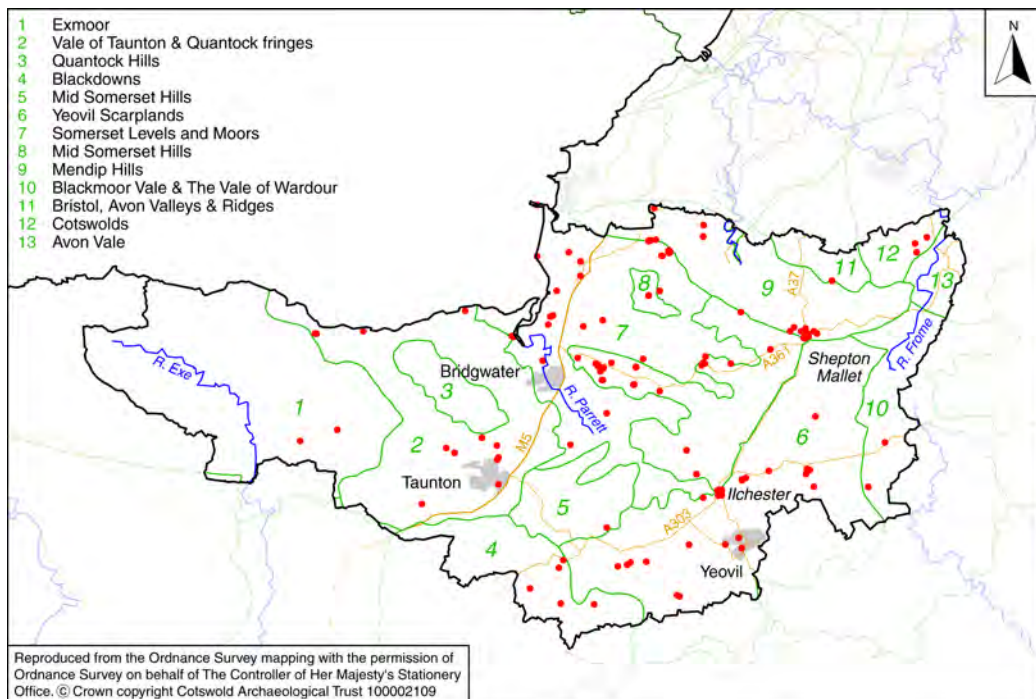 1 Exmoor
2 Vale of Taunton & Quantock fringes
3 Quantock Hills
4 Blackdowns
5 Mid Somerset Hills
6 Yeovil Scarplands
7 Somerset Levels and Moors
8 Mid Somerset Hills
9 Mendip Hills
10 Blackmoor Vale & The Vale of Wardour
11 Bristol, Avon Valleys & Ridges
12 Cotswolds
13 Avon Vale
N
12
11
13
8
9
A37
7
R. Frome
A361
Shepton
Mallet
R. Exe
Bridgwater
3
R. Parrett
1
10
2
M5
6
Taunton
Ilchester
5
A303
4
Yeovil
Reproduced from the Ordnance Survey mapping with the permission of
Ordnance Survey on behalf of The Controller of Her Majesty's Stationery
Office. © Crown copyright Cotswold Archaeological Trust 100002109